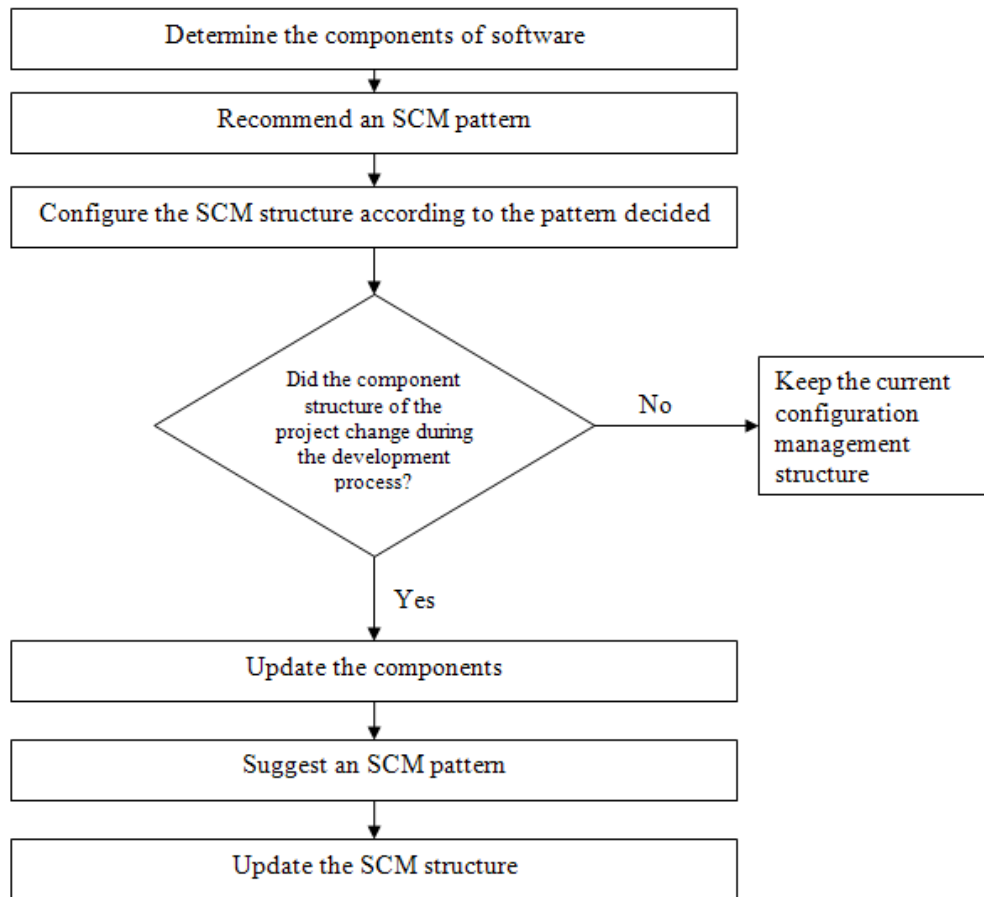 Determine the components of software
Recommend an SCM pattern
Configure the SCM structure according to the pattern decided
Did the component
structure of the
project change during
the development
process?
No
Keep the current
configuration
management
structure
Yes
Update the components
Suggest an SCM pattern
Update the SCM structure